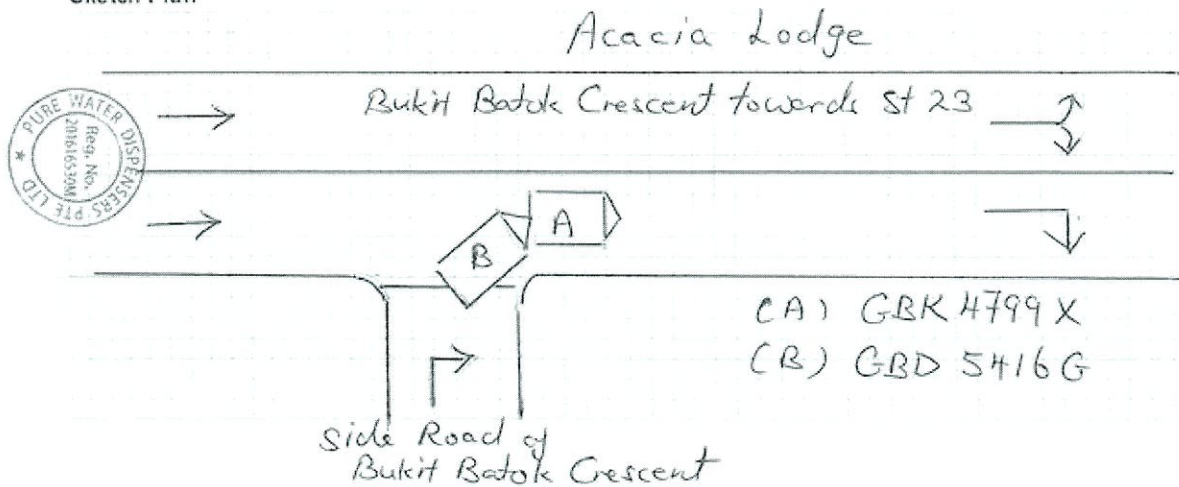 Sketch Plan
Acacia Lodge
Bukit Batok Crescent towards St 23
PURE WATER DISPENSERS PTE LTD
Reg. No.
A
B
(A) GBK 4799 X
(B) GBD 5416 G
Side Road of
Bukit Batok Crescent